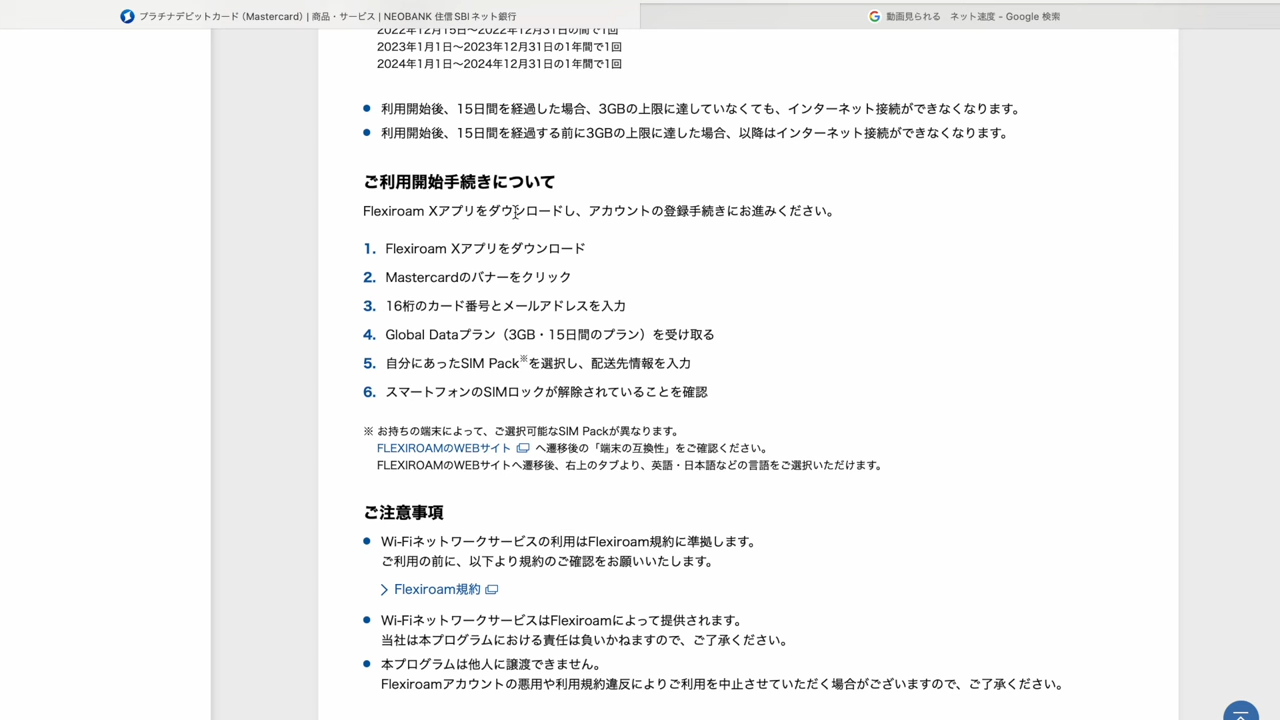 プラチナデビットカード（Mastercard）| 商品・サービス | NEOBANK 住信SBIネット銀行
動画見られる　ネット速度 - Google 検索
2022年12月15日～2022年12月31日の間で1回
2023年1月1日～2023年12月31日の1年間で1回
2024年1月1日～2024年12月31日の1年間で1回
利用開始後、15日間を経過した場合、3GBの上限に達していなくても、インターネット接続ができなくなります。
利用開始後、15日間を経過する前に3GBの上限に達した場合、以降はインターネット接続ができなくなります。
ご利用開始手続きについて
Flexiroam Xアプリをダウンロードし、アカウントの登録手続きにお進みください。
1. Flexiroam Xアプリをダウンロード
2. Mastercardのバナーをクリック
3. 16桁のカード番号とメールアドレスを入力
4. Global Dataプラン（3GB・15日間のプラン）を受け取る
5. 自分にあったSIM Pack※を選択し、配送先情報を入力
6. スマートフォンのSIMロックが解除されていることを確認
※ お持ちの端末によって、ご選択可能なSIM Packが異なります。
FLEXIROAMのWEBサイト へ遷移後の「端末の互換性」をご確認ください。
FLEXIROAMのWEBサイトへ遷移後、右上のタブより、英語・日本語などの言語をご選択いただけます。
ご注意事項
Wi-Fiネットワークサービスの利用はFlexiroam規約に準拠します。
ご利用の前に、以下より規約のご確認をお願いいたします。
Flexiroam規約
Wi-FiネットワークサービスはFlexiroamによって提供されます。
当社は本プログラムにおける責任は負いかねますので、ご了承ください。
本プログラムは他人に譲渡できません。
Flexiroamアカウントの悪用や利用規約違反によりご利用を中止させていただく場合がございますので、ご了承ください。